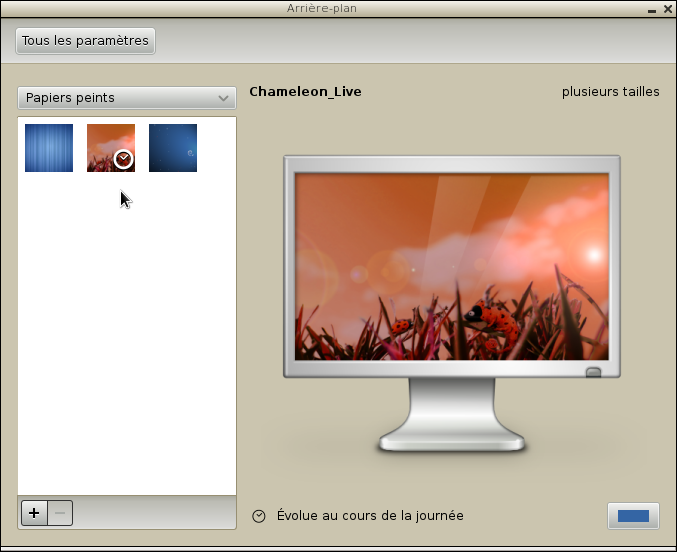 Arrière-plan
Tous les paramètres
Papiers peints
Chameleon_Live
plusieurs tailles
Évolue au cours de la journée